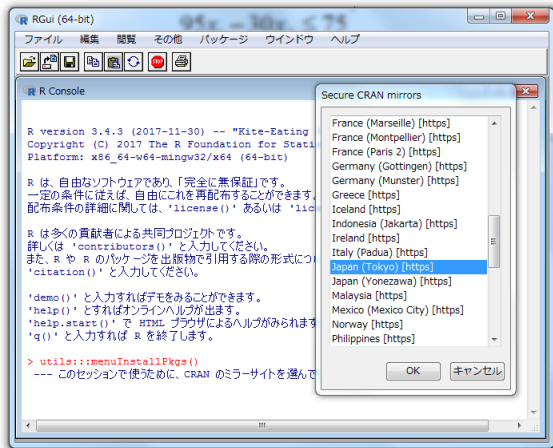 95x₁ −30x₂ ≤ 75
RGui (64-bit)
ファイル 編集 閲覧 その他 パッケージ ウインドウ ヘルプ
STOP
R Console
R version 3.4.3 (2017-11-30) -- "Kite-Eating
Copyright (C) 2017 The R Foundation for Stati
Platform: x86_64-w64-mingw32/x64 (64-bit)
R は、自由なソフトウェアであり、「完全に無保証」です。
一定の条件に従えば、自由にこれを再配布することができます。
配布条件の詳細に関しては、'license()' あるいは 'lic
R は多くの貢献者による共同プロジェクトです。
詳しくは 'contributors()' と入力してください。
また、R や R のパッケージを出版物で引用する際の形式につ
'citation()' と入力してください。
'demo()' と入力すればデモをみることができます。
'help()' とすればオンラインヘルプが出ます。
'help.start()' で HTML ブラウザによるヘルプがみられます
'q()' と入力すれば R を終了します。
> utils:::menuInstallPkgs()
--- このセッションで使うために、CRAN のミラーサイトを選んで
Secure CRAN mirrors
France (Marseille) [https]
France (Montpellier) [https]
France (Paris 2) [https]
Germany (Gottingen) [https]
Germany (Munster) [https]
Greece [https]
Iceland [https]
Indonesia (Jakarta) [https]
Ireland [https]
Italy (Padua) [https]
Japan (Tokyo) [https]
Japan (Yonezawa) [https]
Malaysia [https]
Mexico (Mexico City) [https]
Norway [https]
Philippines [https]
OK キャンセル